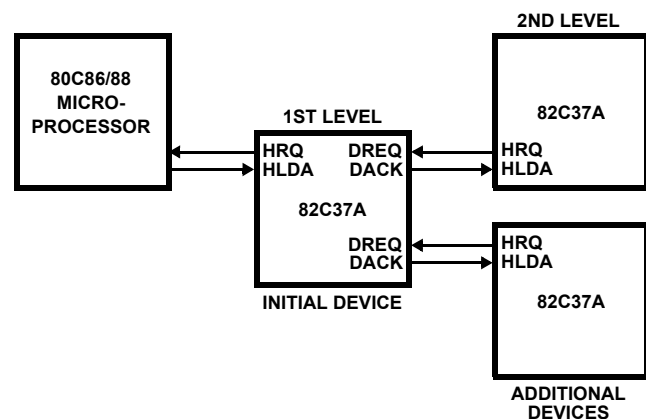 2ND LEVEL
80C86/88
MICRO-
PROCESSOR
82C37A
1ST LEVEL
HRQ DREQ HRQ
HLDA DACK HLDA
82C37A
DREQ HRQ
DACK HLDA
INITIAL DEVICE
82C37A
ADDITIONAL
DEVICES